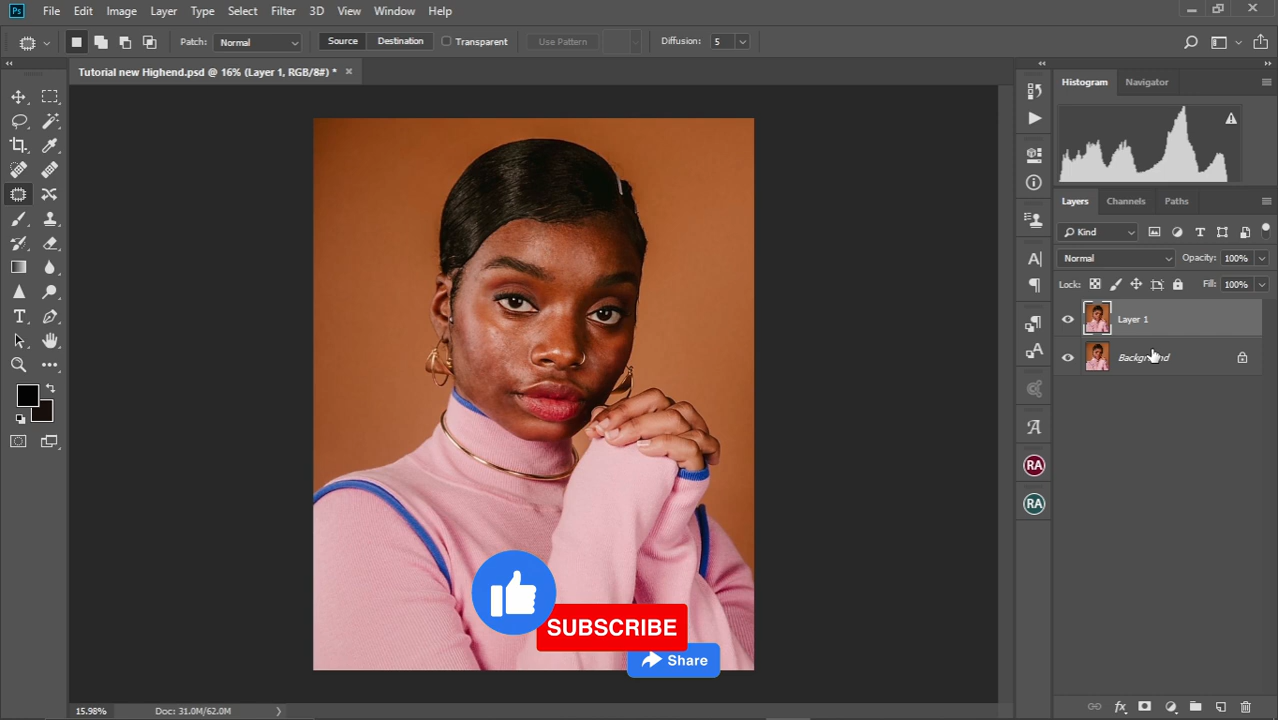 Ps File Edit Image Layer Type Select Filter 3D View Window Help
Patch: Normal Source Destination Transparent Use Pattern Diffusion: 5
Tutorial new Highend.psd @ 16% (Layer 1, RGB/8#) * ×
Histogram Navigator
Layers Channels Paths
Kind
Normal Opacity: 100%
Lock: Fill: 100%
Layer 1
Background
RA
RA
SUBSCRIBE
Share
15.98% Doc: 31.0M/62.0M